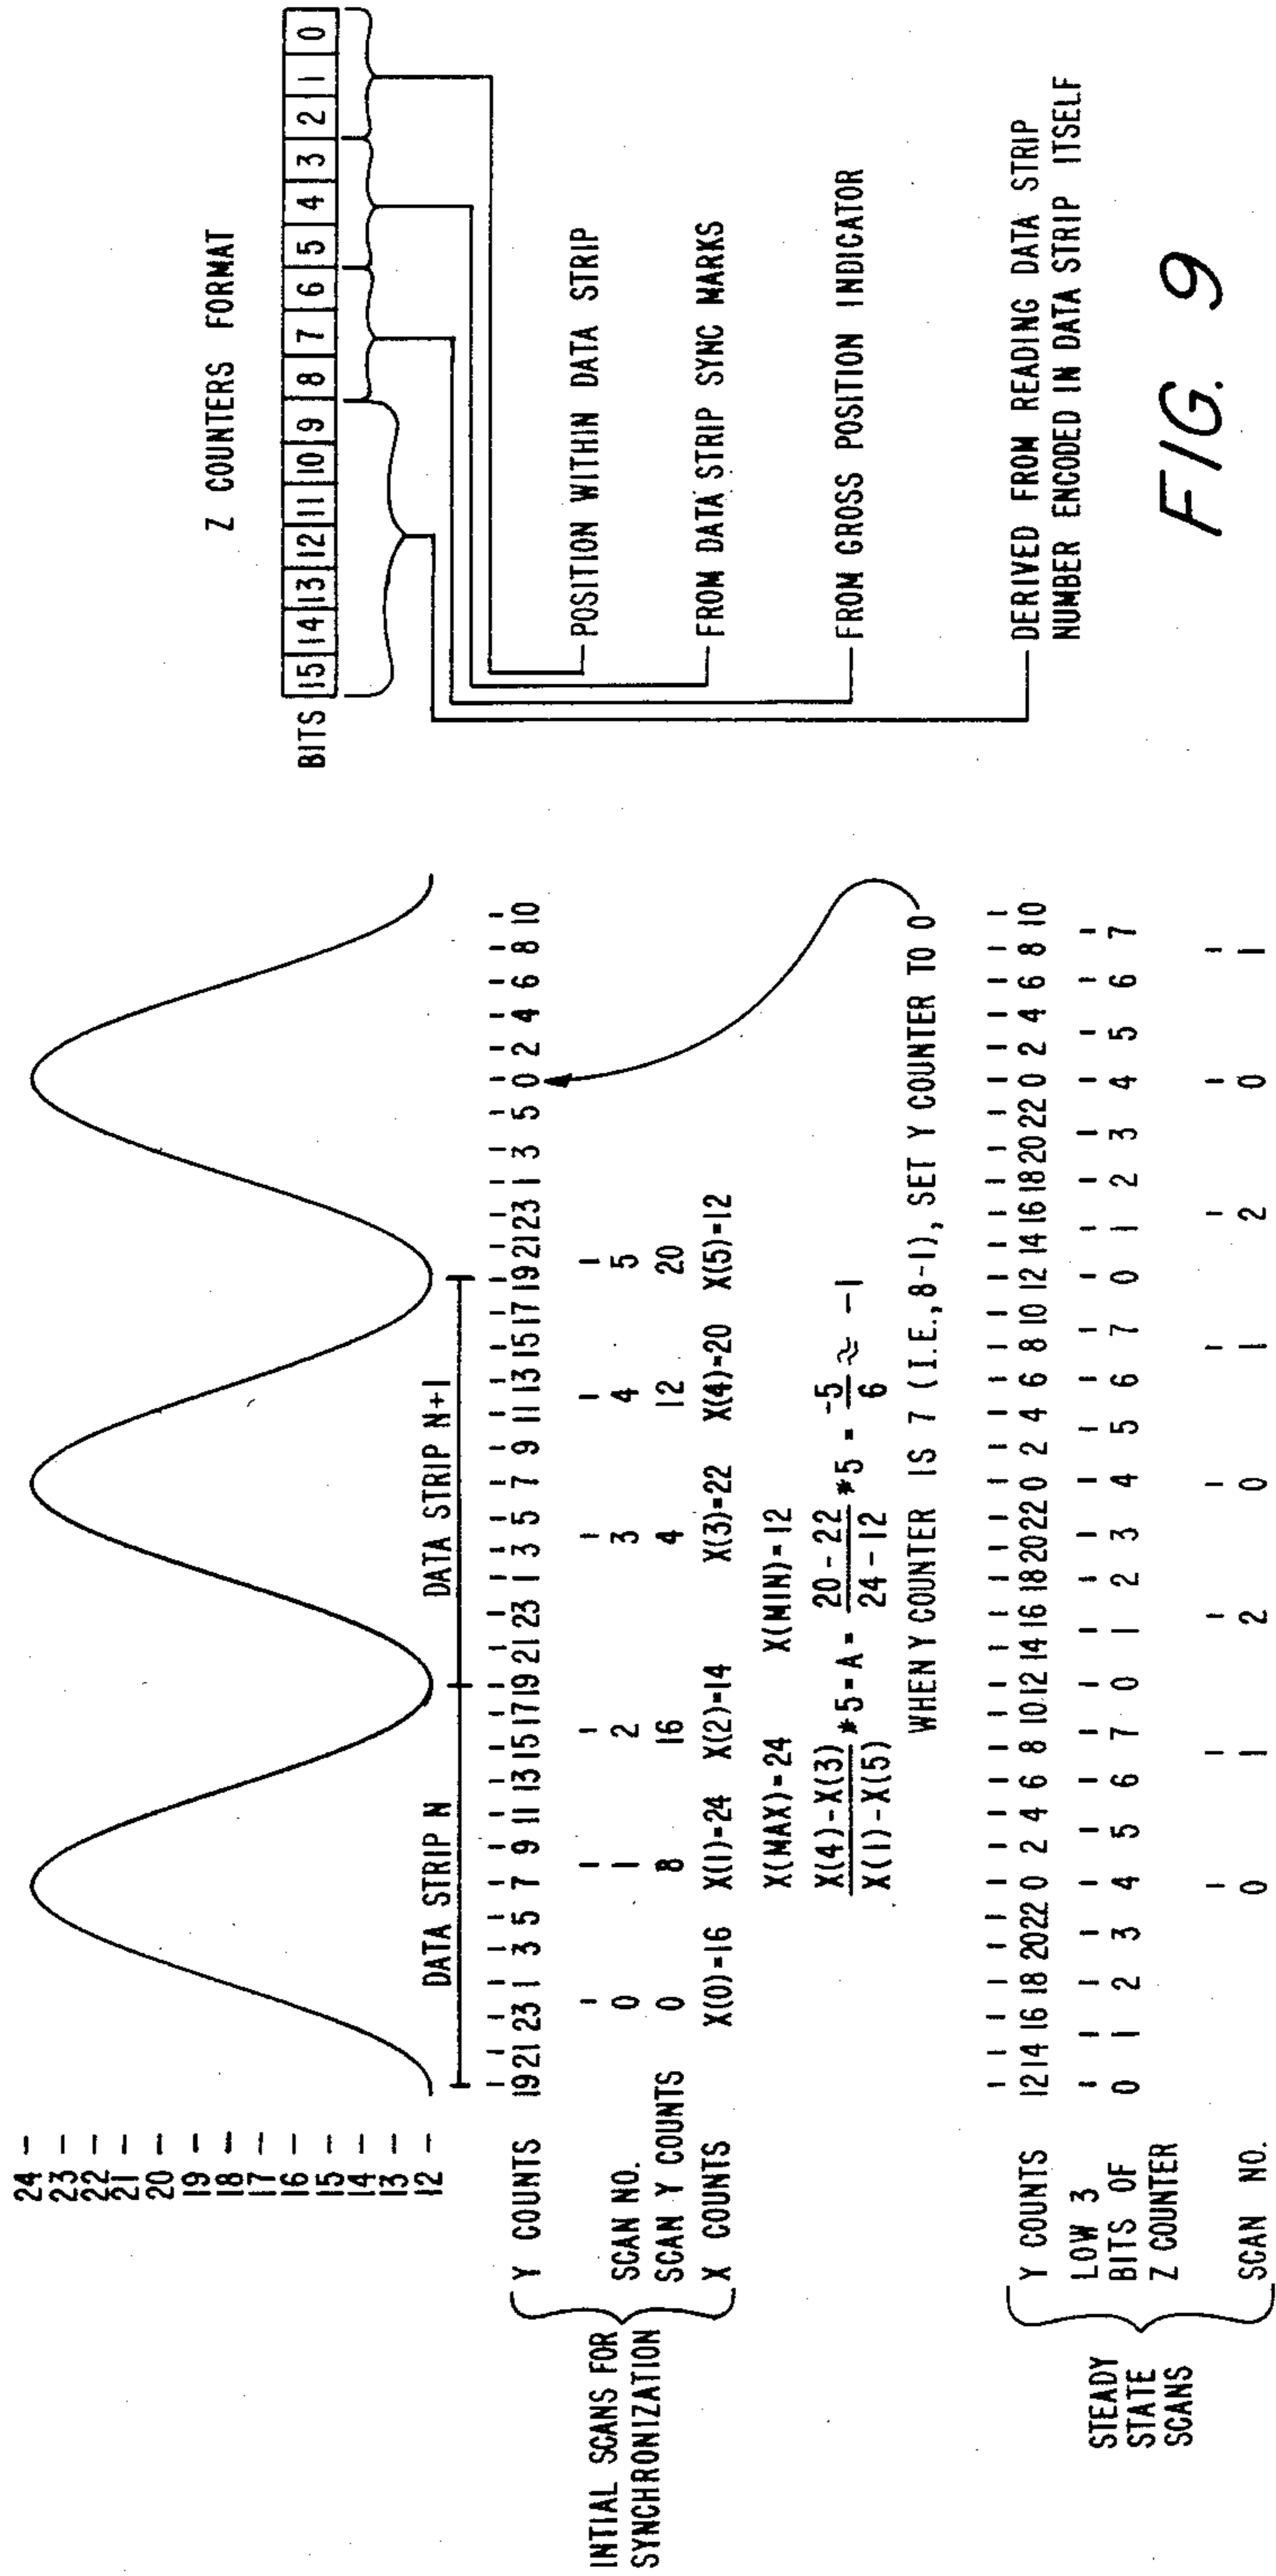 24
23
22
21
20
19
18
17
16
15
14
13
12
DATA STRIP N DATA STRIP N+1
INTIAL SCANS FOR
SYNCHRONIZATION
Y COUNTS 19 21 23 1 3 5 7 9 11 13 15 17 19 21 23 1 3 5 7 9 11 13 15 17 19 21 23 1 3 5 0 2 4 6 8 10
SCAN NO. 0 1 2 3 4 5
SCAN Y COUNTS 0 8 16 4 12 20
X COUNTS X(0)=16 X(1)=24 X(2)=14 X(3)=22 X(4)=20 X(5)=12
X(MAX)=24 X(MIN)=12
X(4)-X(3) / X(1)-X(5) *5=A= 20-22 / 24-12 *5 = -5 / 6 ≈ -1
WHEN Y COUNTER IS 7 (I.E.,8-1), SET Y COUNTER TO 0
STEADY
STATE
SCANS
Y COUNTS 12 14 16 18 20 22 0 2 4 6 8 10 12 14 16 18 20 22 0 2 4 6 8 10 12 14 16 18 20 22 0 2 4 6 8 10
LOW 3
BITS OF
Z COUNTER
0 1 2 3 4 5 6 7 0 1 2 3 4 5 6 7 0 1 2 3 4 5 6 7
SCAN NO. 0 1 2 0 1 2 0 1
Z COUNTERS FORMAT
BITS 15 14 13 12 11 10 9 8 7 6 5 4 3 2 1 0
POSITION WITHIN DATA STRIP
FROM DATA STRIP SYNC MARKS
FROM GROSS POSITION INDICATOR
DERIVED FROM READING DATA STRIP
NUMBER ENCODED IN DATA STRIP ITSELF
FIG. 9